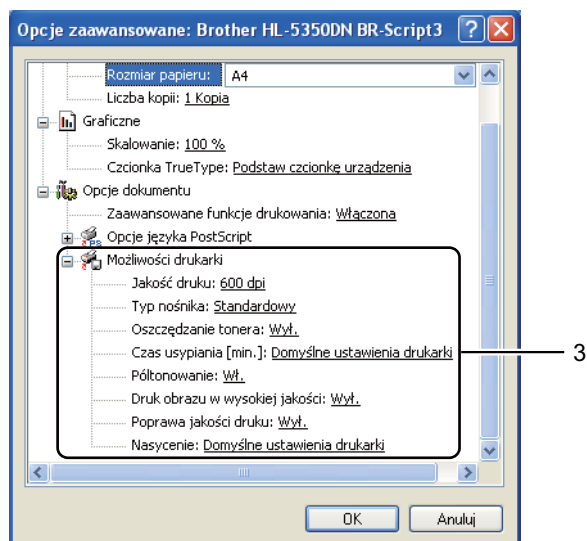 Opcje zaawansowane: Brother HL-5350DN BR-Script3
Rozmiar papieru: A4
Liczba kopii: 1 Kopia
Graficzne
Skalowanie: 100 %
Czcionka TrueType: Podstaw czcionkę urządzenia
Opcje dokumentu
Zaawansowane funkcje drukowania: Włączona
Opcje języka PostScript
Możliwości drukarki
Jakość druku: 600 dpi
Typ nośnika: Standardowy
Oszczędzanie tonera: Wył.
Czas usypiania [min.]: Domyślne ustawienia drukarki
3
Półtonowanie: Wł.
Druk obrazu w wysokiej jakości: Wył.
Poprawa jakości druku: Wył.
Nasycenie: Domyślne ustawienia drukarki
OK Anuluj